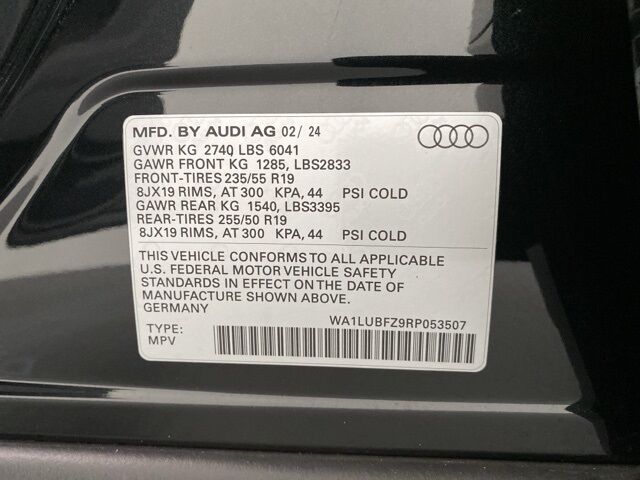 MFD. BY AUDI AG 02/ 24
GVWR KG 2740 LBS 6041
GAWR FRONT KG 1285, LBS2833
FRONT-TIRES 235/55 R19
8JX19 RIMS, AT 300 KPA, 44 PSI COLD
GAWR REAR KG 1540, LBS3395
REAR-TIRES 255/50 R19
8JX19 RIMS, AT 300 KPA, 44 PSI COLD
THIS VEHICLE CONFORMS TO ALL APPLICABLE
U.S. FEDERAL MOTOR VEHICLE SAFETY
STANDARDS IN EFFECT ON THE DATE OF
MANUFACTURE SHOWN ABOVE.
GERMANY
WA1LUBFZ9RP053507
TYPE:
MPV